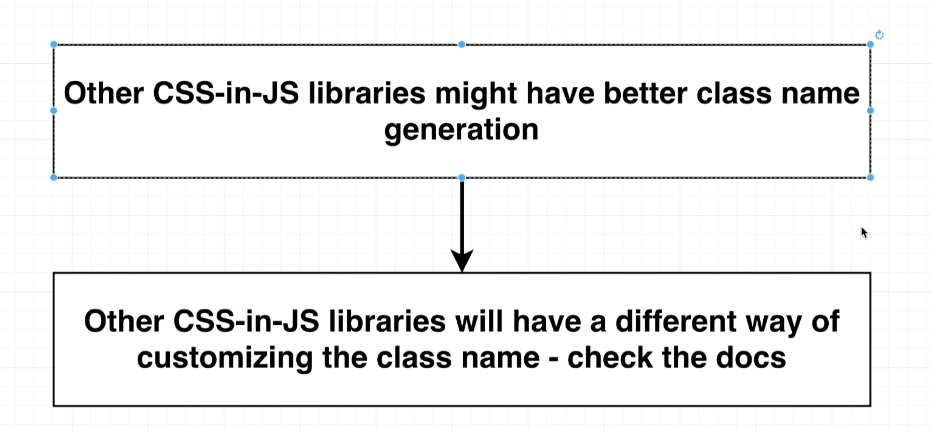 Other CSS-in-JS libraries might have better class name
generation
Other CSS-in-JS libraries will have a different way of
customizing the class name - check the docs